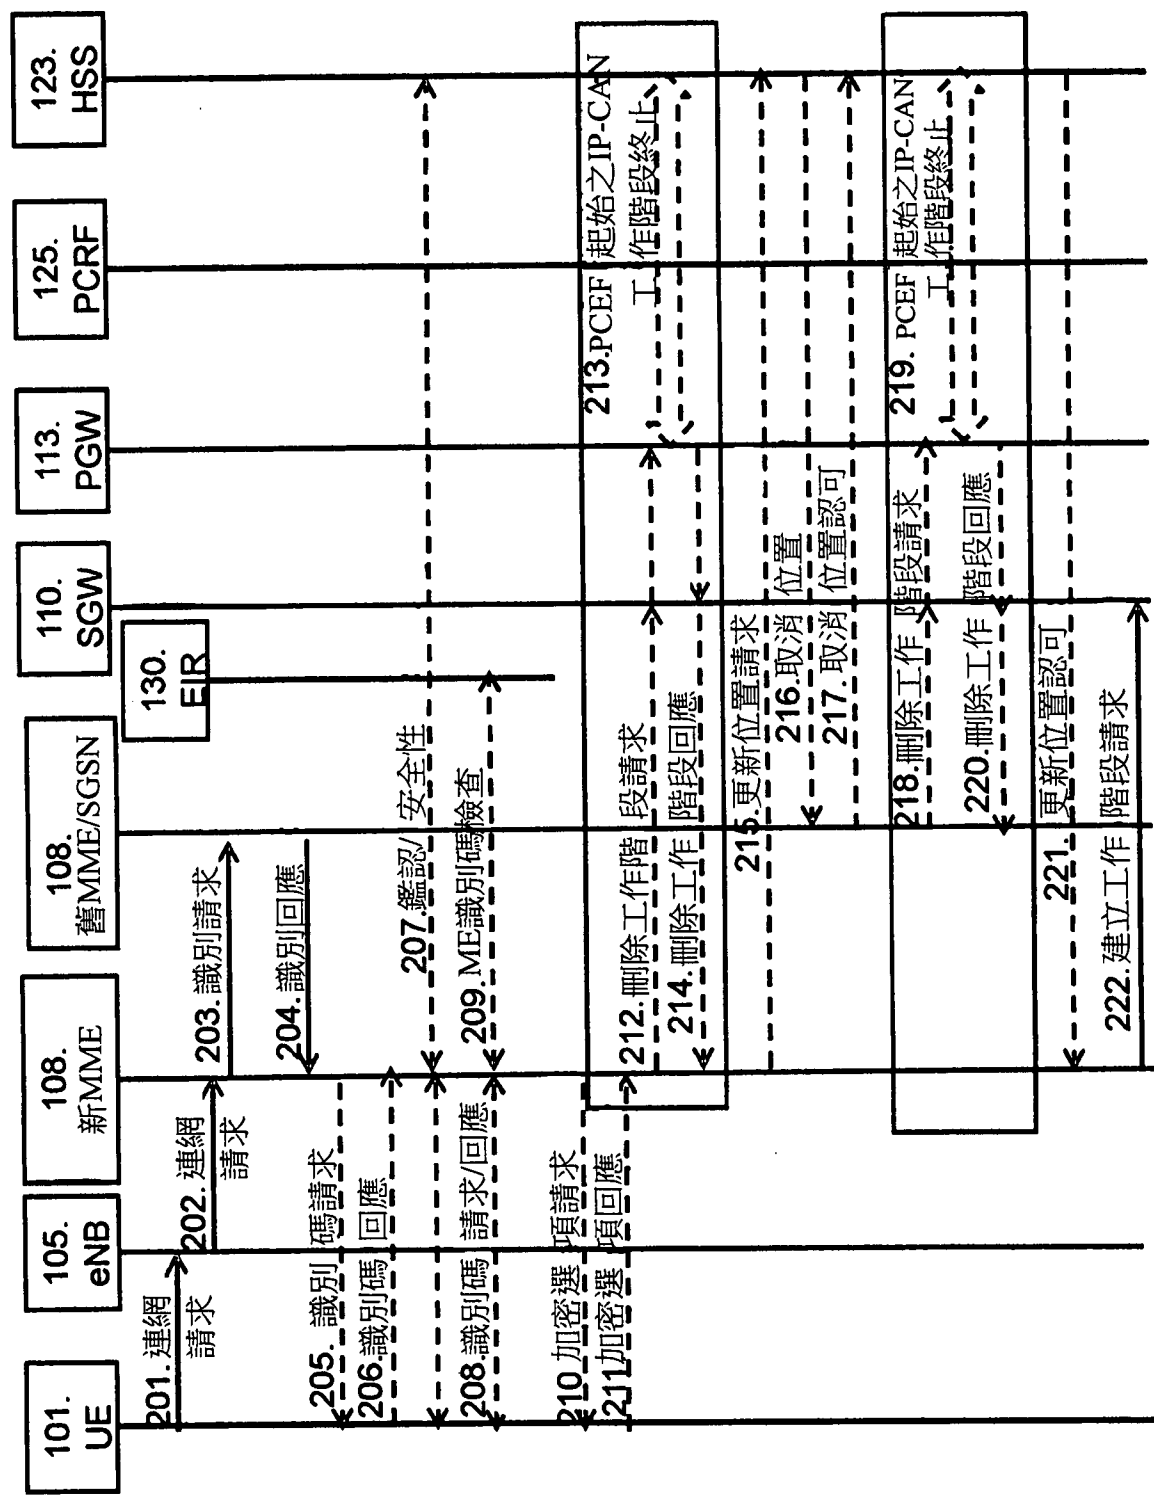 101.
UE
105.
eNB
108.
新MME
108.
舊MME/SGSN
130.
EIR
110.
SGW
113.
PGW
125.
PCRF
123.
HSS
201.連網
請求
202.連網
請求
203.識別請求
204.識別回應
205.識別碼請求
206.識別碼回應
207.鑑認/安全性
208.識別碼請求/回應
209.ME識別碼檢查
210加密選項請求
211加密選項回應
212.刪除工作階段請求
213.PCEF起始之IP-CAN
工作階段終止
214.刪除工作階段回應
215.更新位置請求
216.取消位置
217.取消位置認可
218.刪除工作階段請求
219.PCEF起始之IP-CAN
工作階段終止
220.刪除工作階段回應
221.更新位置認可
222.建立工作階段請求